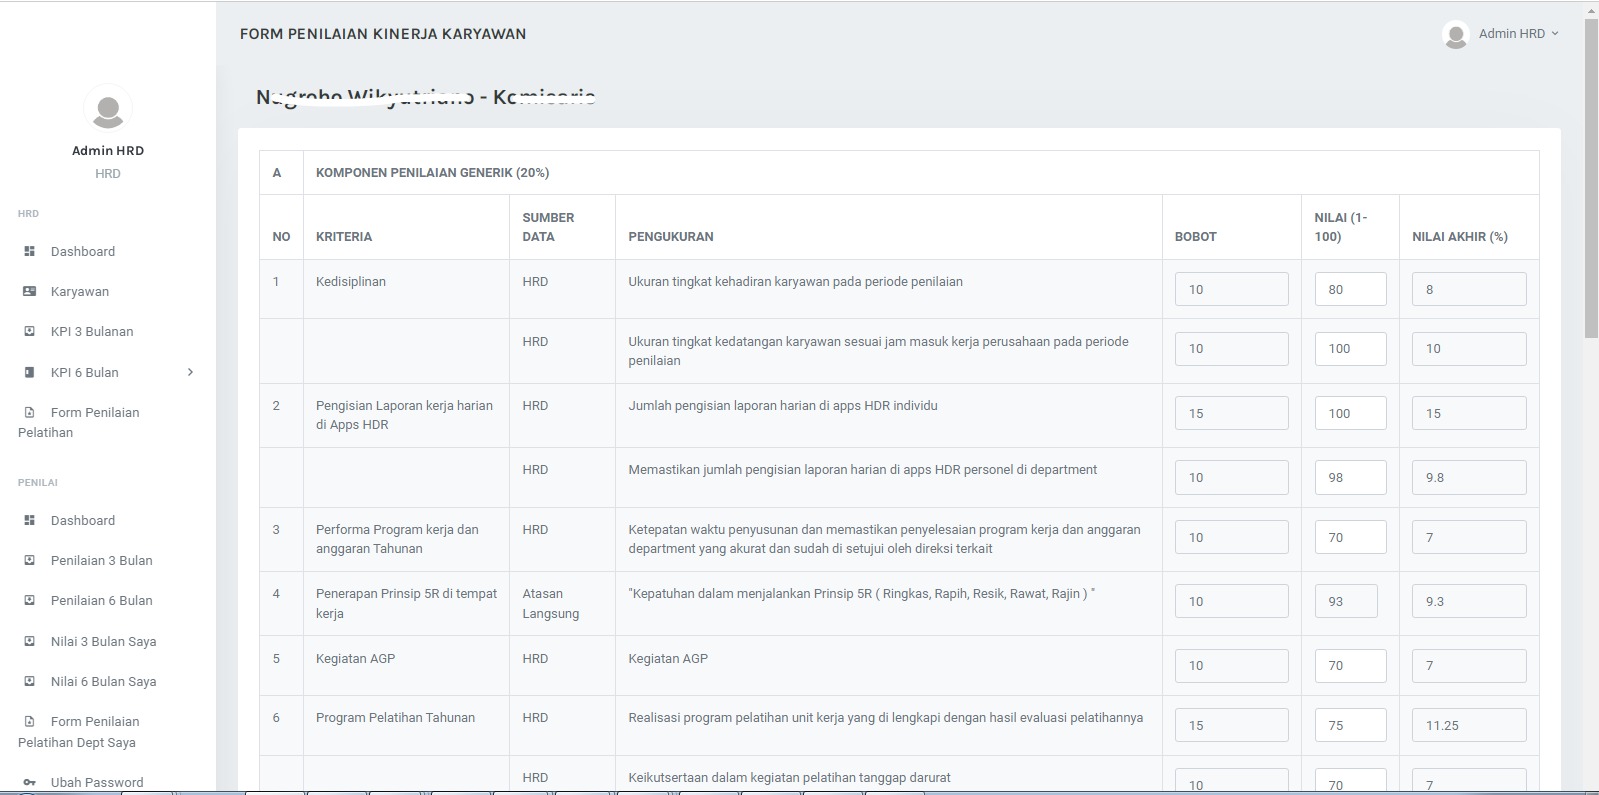 FORM PENILAIAN KINERJA KARYAWAN
Admin HRD
Admin HRD
HRD
HRD
Dashboard
Karyawan
KPI 3 Bulanan
KPI 6 Bulan
Form Penilaian
Pelatihan
PENILAI
Dashboard
Penilaian 3 Bulan
Penilaian 6 Bulan
Nilai 3 Bulan Saya
Nilai 6 Bulan Saya
Form Penilaian
Pelatihan Dept Saya
Ubah Password
A KOMPONEN PENILAIAN GENERIK (20%)
NO KRITERIA SUMBER DATA PENGUKURAN BOBOT NILAI (1-100) NILAI AKHIR (%)
1 Kedisiplinan HRD Ukuran tingkat kehadiran karyawan pada periode penilaian 10 80 8
HRD Ukuran tingkat kedatangan karyawan sesuai jam masuk kerja perusahaan pada periode 10 100 10
penilaian
2 Pengisian Laporan kerja harian HRD Jumlah pengisian laporan harian di apps HDR individu 15 100 15
di Apps HDR
HRD Memastikan jumlah pengisian laporan harian di apps HDR personel di department 10 98 9.8
3 Performa Program kerja dan HRD Ketepatan waktu penyusunan dan memastikan penyelesaian program kerja dan anggaran 10 70 7
anggaran Tahunan department yang akurat dan sudah di setujui oleh direksi terkait
4 Penerapan Prinsip 5R di tempat Atasan "Kepatuhan dalam menjalankan Prinsip 5R ( Ringkas, Rapih, Resik, Rawat, Rajin ) " 10 93 9.3
kerja Langsung
5 Kegiatan AGP HRD Kegiatan AGP 10 70 7
6 Program Pelatihan Tahunan HRD Realisasi program pelatihan unit kerja yang di lengkapi dengan hasil evaluasi pelatihannya 15 75 11.25
HRD Keikutsertaan dalam kegiatan pelatihan tanggap darurat 10 70 7